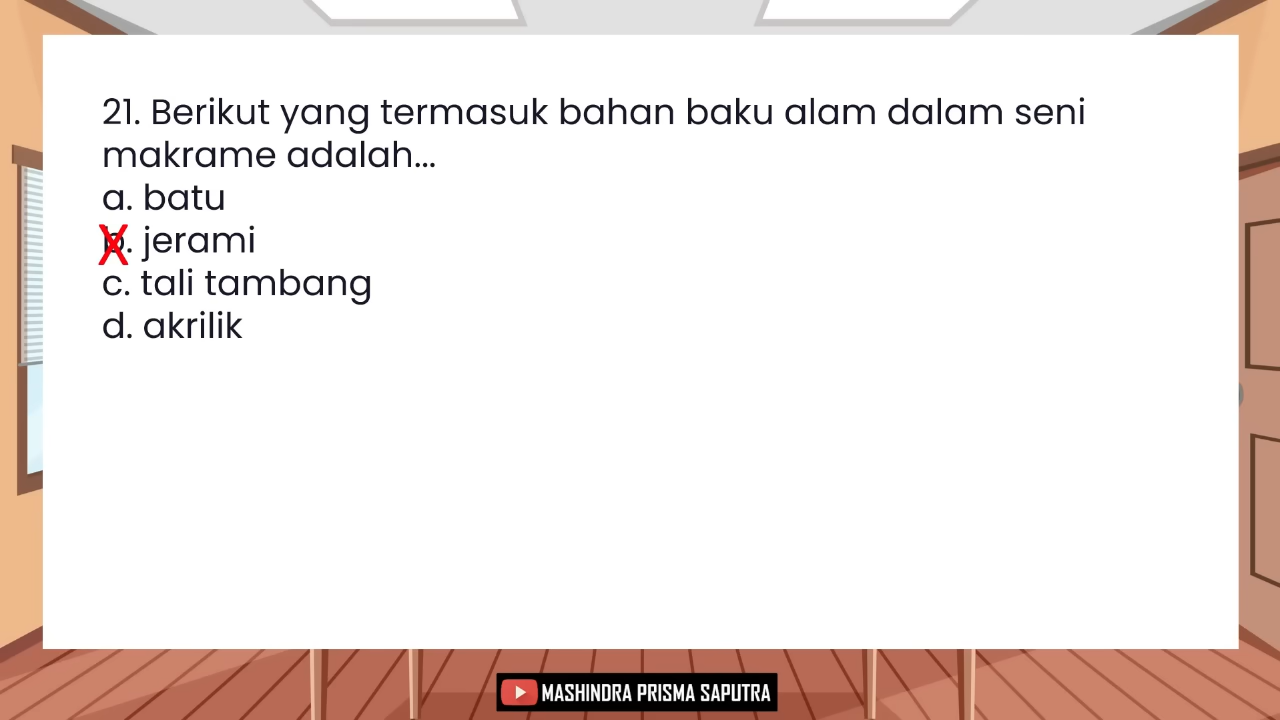 21. Berikut yang termasuk bahan baku alam dalam seni
makrame adalah...
a. batu
b. jerami
c. tali tambang
d. akrilik
MASHINDRA PRISMA SAPUTRA